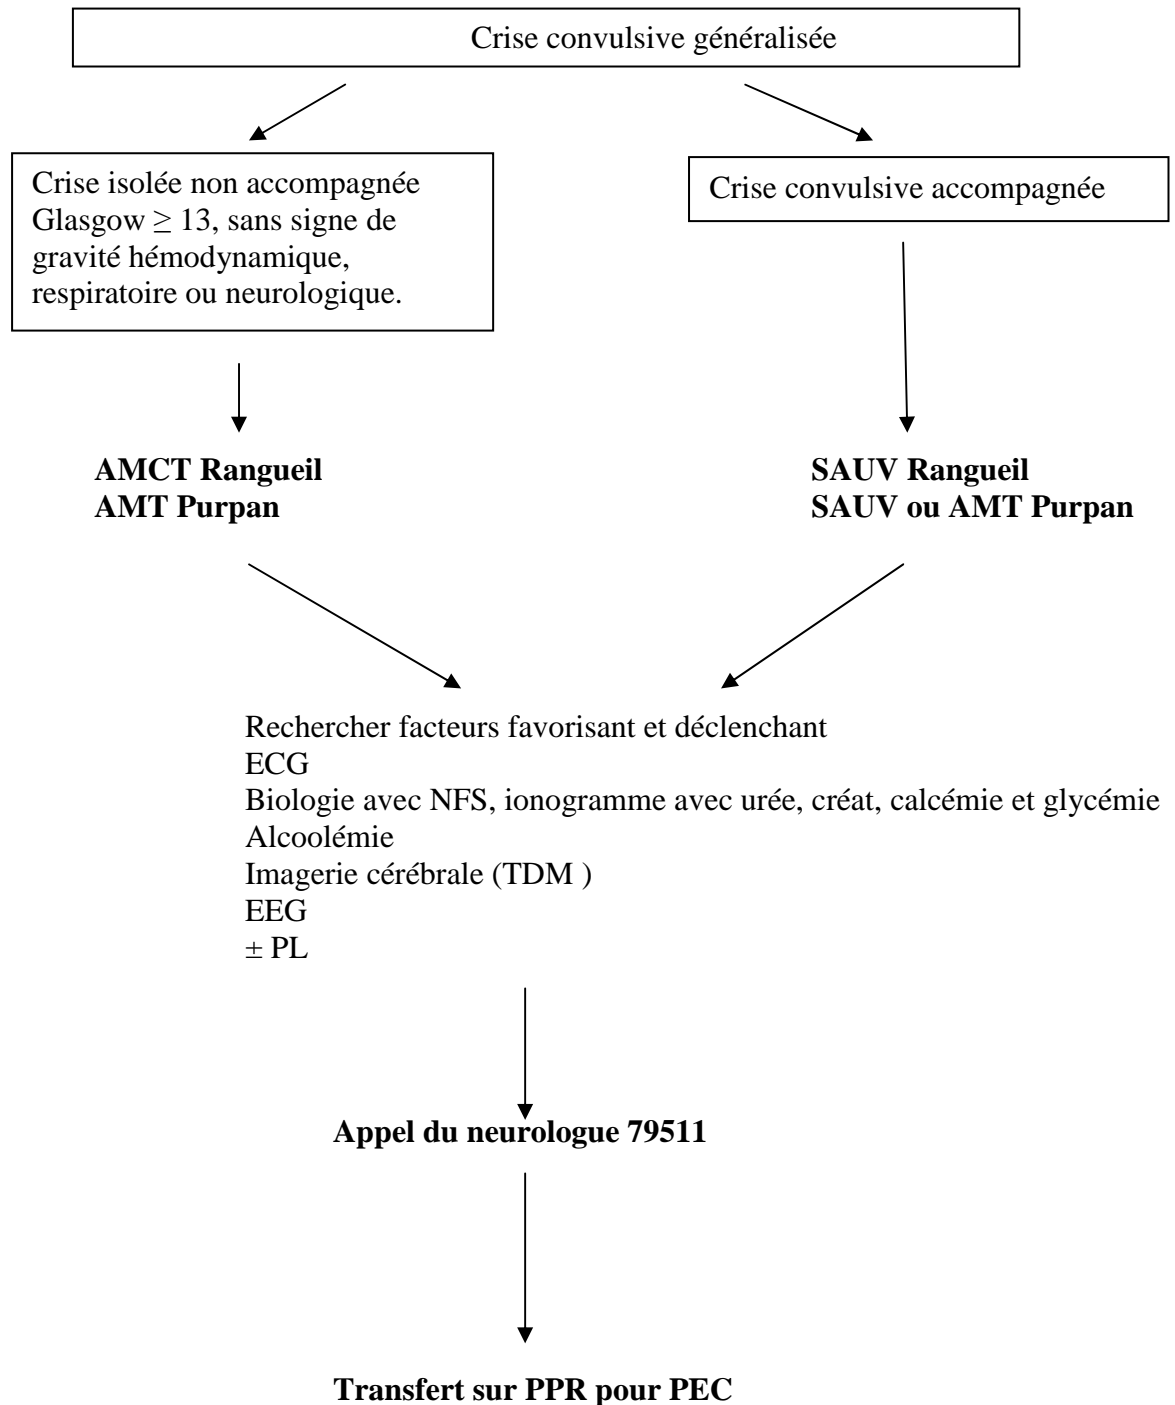 Crise convulsive généralisée
Crise isolée non accompagnée
Glasgow ≥ 13, sans signe de
gravité hémodynamique,
respiratoire ou neurologique.
Crise convulsive accompagnée
AMCT Rangueil
AMT Purpan
SAUV Rangueil
SAUV ou AMT Purpan
Rechercher facteurs favorisant et déclenchant
ECG
Biologie avec NFS, ionogramme avec urée, créat, calcémie et glycémie
Alcoolémie
Imagerie cérébrale (TDM )
EEG
± PL
Appel du neurologue 79511
Transfert sur PPR pour PEC